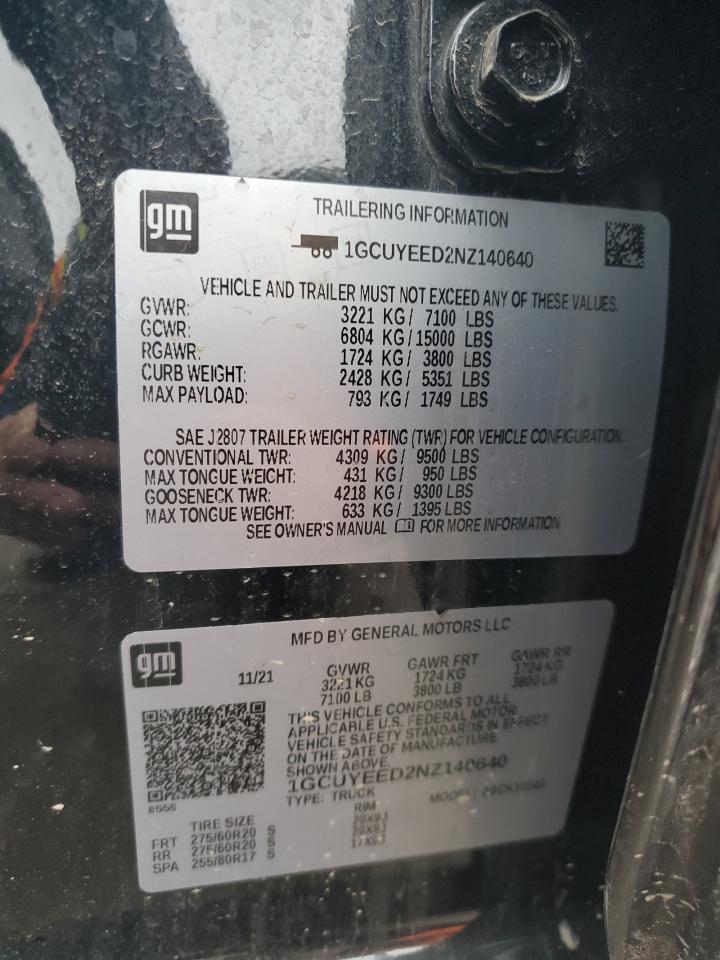 gm
TRAILERING INFORMATION
1GCUYEED2NZ140640
VEHICLE AND TRAILER MUST NOT EXCEED ANY OF THESE VALUES.
GVWR: 3221 KG/ 7100 LBS
GCWR: 6804 KG/15000 LBS
RGAWR: 1724 KG/ 3800 LBS
CURB WEIGHT: 2428 KG/ 5351 LBS
MAX PAYLOAD: 793 KG/ 1749 LBS
SAE J2807 TRAILER WEIGHT RATING (TWR) FOR VEHICLE CONFIGURATION.
CONVENTIONAL TWR: 4309 KG/ 9500 LBS
MAX TONGUE WEIGHT: 431 KG/ 950 LBS
GOOSENECK TWR: 4218 KG/ 9300 LBS
MAX TONGUE WEIGHT: 633 KG/ 1395 LBS
SEE OWNER'S MANUAL FOR MORE INFORMATION
gm
MFD BY GENERAL MOTORS LLC
11/21 GVWR GAWR FRT GAWR RR
3221 KG 1724 KG 1724 KG
7100 LB 3800 LB 3800 LB
THIS VEHICLE CONFORMS TO ALL
APPLICABLE U.S. FEDERAL MOTOR
VEHICLE SAFETY STANDARDS IN EFFECT
ON THE DATE OF MANUFACTURE
SHOWN ABOVE.
1GCUYEED2NZ140640
TYPE: TRUCK MODEL:
8556
TIRE SIZE RIM
FRT 275/60R20 S 20X9J
RR 275/60R20 S 20X9J
SPA 255/80R17 S